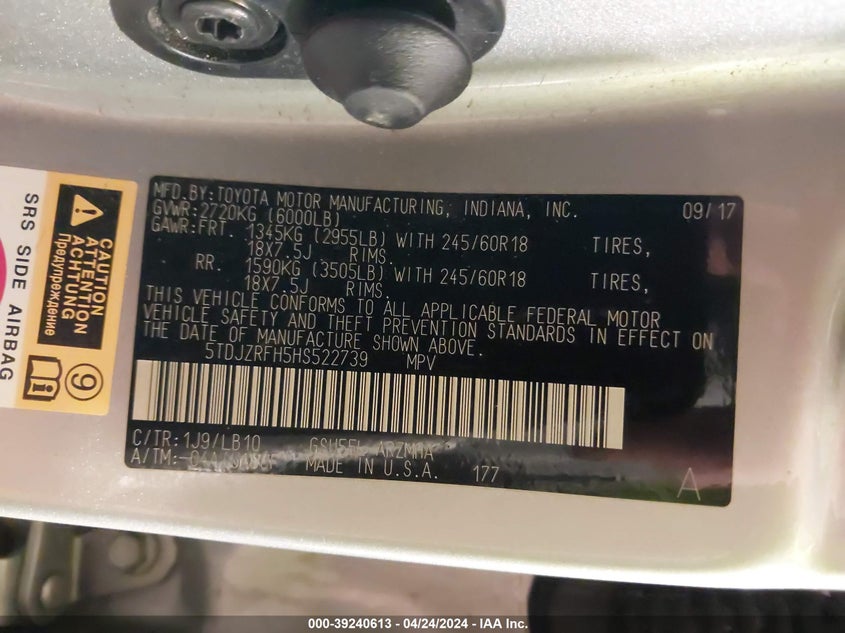 MFD.BY:TOYOTA MOTOR MANUFACTURING, INDIANA, INC. 09/17
GVWR:2720KG (6000LB)
GAWR:FRT. 1345KG (2955LB) WITH 245/60R18 TIRES,
18X7.5J RIMS.
RR. 1590KG (3505LB) WITH 245/60R18 TIRES,
18X7.5J RIMS.
THIS VEHICLE CONFORMS TO ALL APPLICABLE FEDERAL MOTOR
VEHICLE SAFETY AND THEFT PREVENTION STANDARDS IN EFFECT ON
THE DATE OF MANUFACTURE SHOWN ABOVE.
5TDJZRFH5HS522739 MPV
C/TR:1J9/LB10
A/TM:
MADE IN U.S.A. 177
A
CAUTION
ATTENTION
ACHTUNG
Предупреждение
SRS SIDE AIRBAG
9
000-39240613 - 04/24/2024 - IAA Inc.